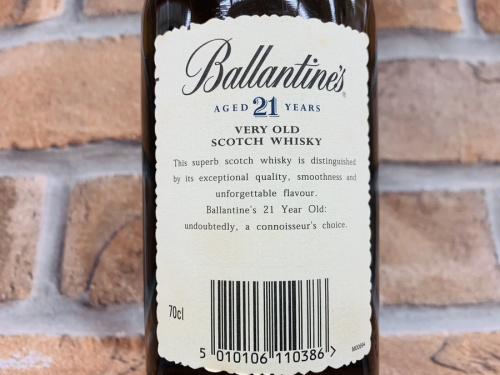 Ballantine's
AGED 21 YEARS
VERY OLD
SCOTCH WHISKY
This superb scotch whisky is distinguished
by its exceptional quality, smoothness and
unforgettable flavour.
Ballantine's 21 Year Old:
undoubtedly, a connoisseur's choice.
70cl
5 010106 110386 >